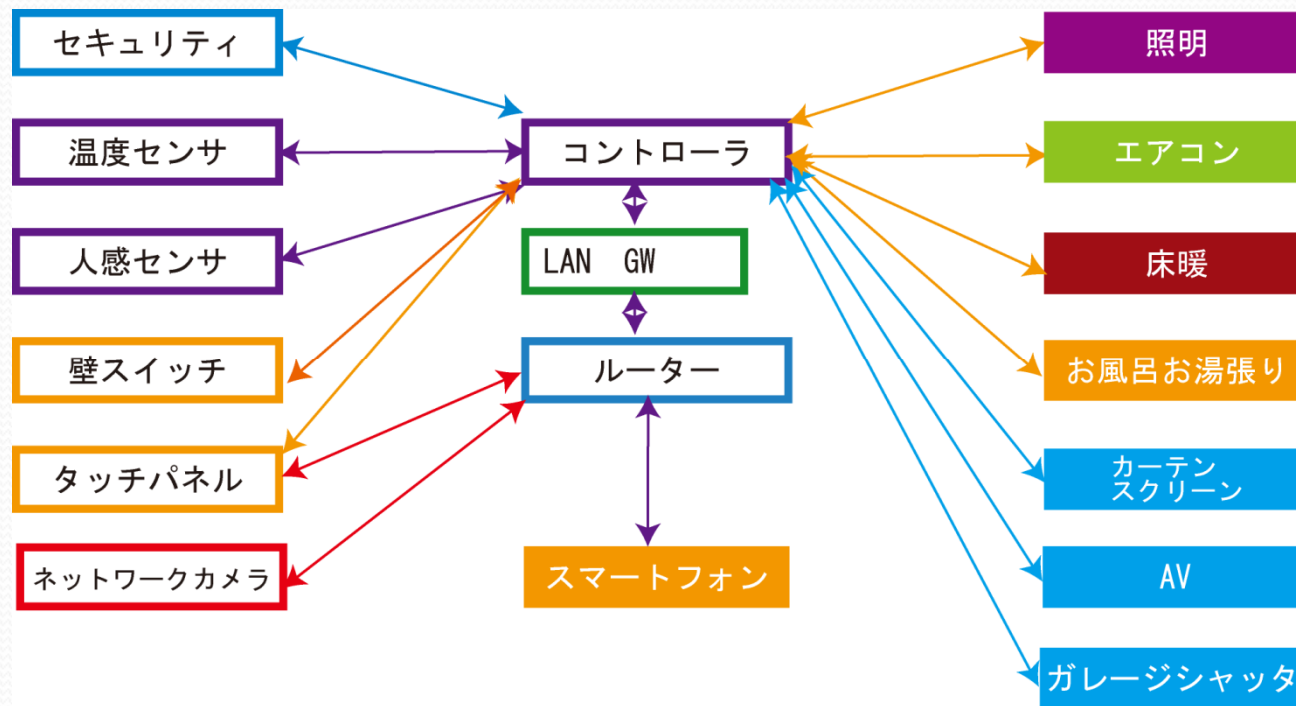 セキュリティ
温度センサ
人感センサ
壁スイッチ
タッチパネル
ネットワークカメラ
コントローラ
LAN GW
ルーター
スマートフォン
照明
エアコン
床暖
お風呂お湯張り
カーテン
スクリーン
AV
ガレージシャッタ